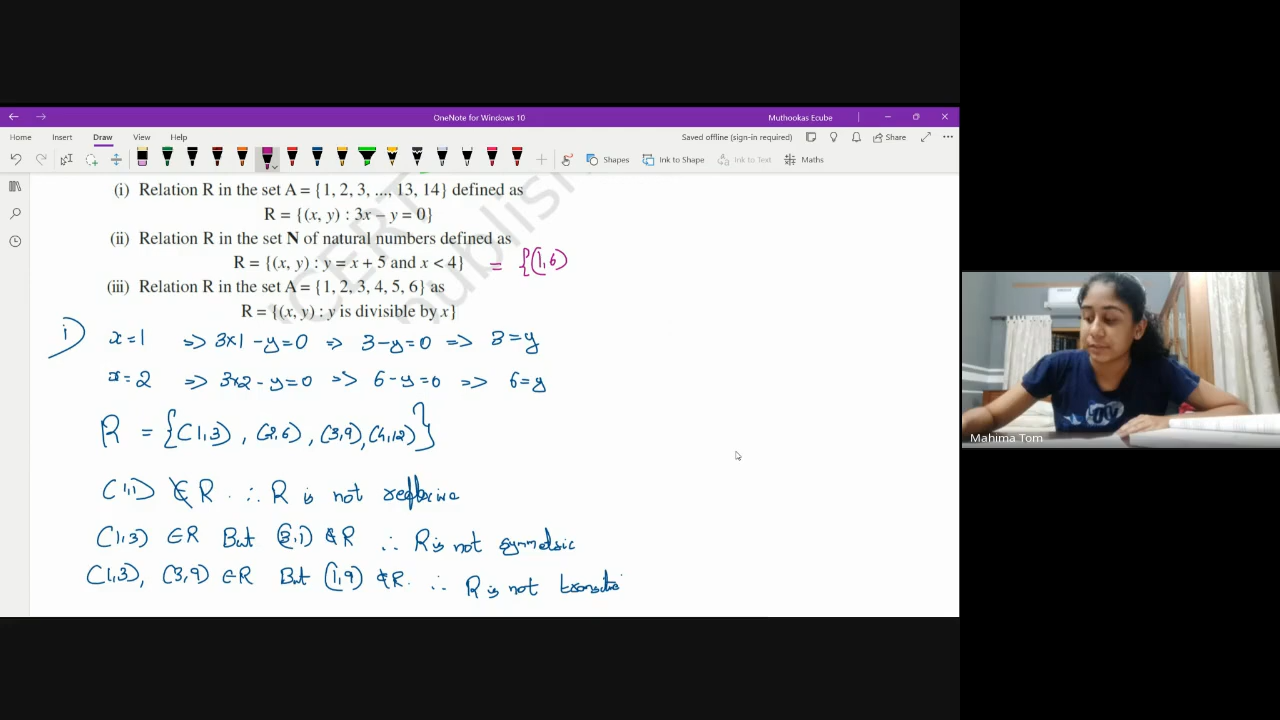 OneNote for Windows 10
Muthookas Ecube
Home Insert Draw View Help
Saved offline (sign-in required) Share
Shapes Ink to Shape Ink to Text Maths
(i) Relation R in the set A = {1, 2, 3, ..., 13, 14} defined as
R = {(x, y) : 3x – y = 0}
(ii) Relation R in the set N of natural numbers defined as
R = {(x, y) : y = x + 5 and x < 4} = {(1,6)
(iii) Relation R in the set A = {1, 2, 3, 4, 5, 6} as
R = {(x, y) : y is divisible by x}
i) x=1 => 3x1 -y=0 => 3-y=0 => 3=y
x=2 => 3x2 -y=0 => 6-y=0 => 6=y
R = {(1,3), (2,6), (3,9), (4,12)}
(1,1) ∉ R. ∴ R is not reflexive
(1,3) ∈R But (3,1) ∉R ∴ R is not symmetric
(1,3), (3,9) ∈R But (1,9) ∉R. ∴ R is not
Mahima Tom